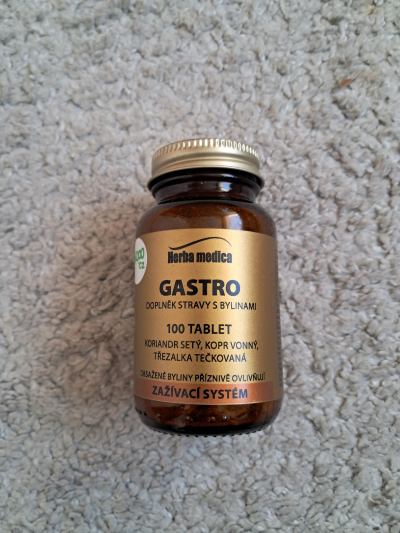 Herba medica
GASTRO
DOPLNĚK STRAVY S BYLINAMI
100 TABLET
KORIANDR SETÝ, KOPR VONNÝ,
TŘEZALKA TEČKOVANÁ
OBSAŽENÉ BYLINY PŘÍZNIVĚ OVLIVŇUJÍ
ZAŽÍVACÍ SYSTÉM